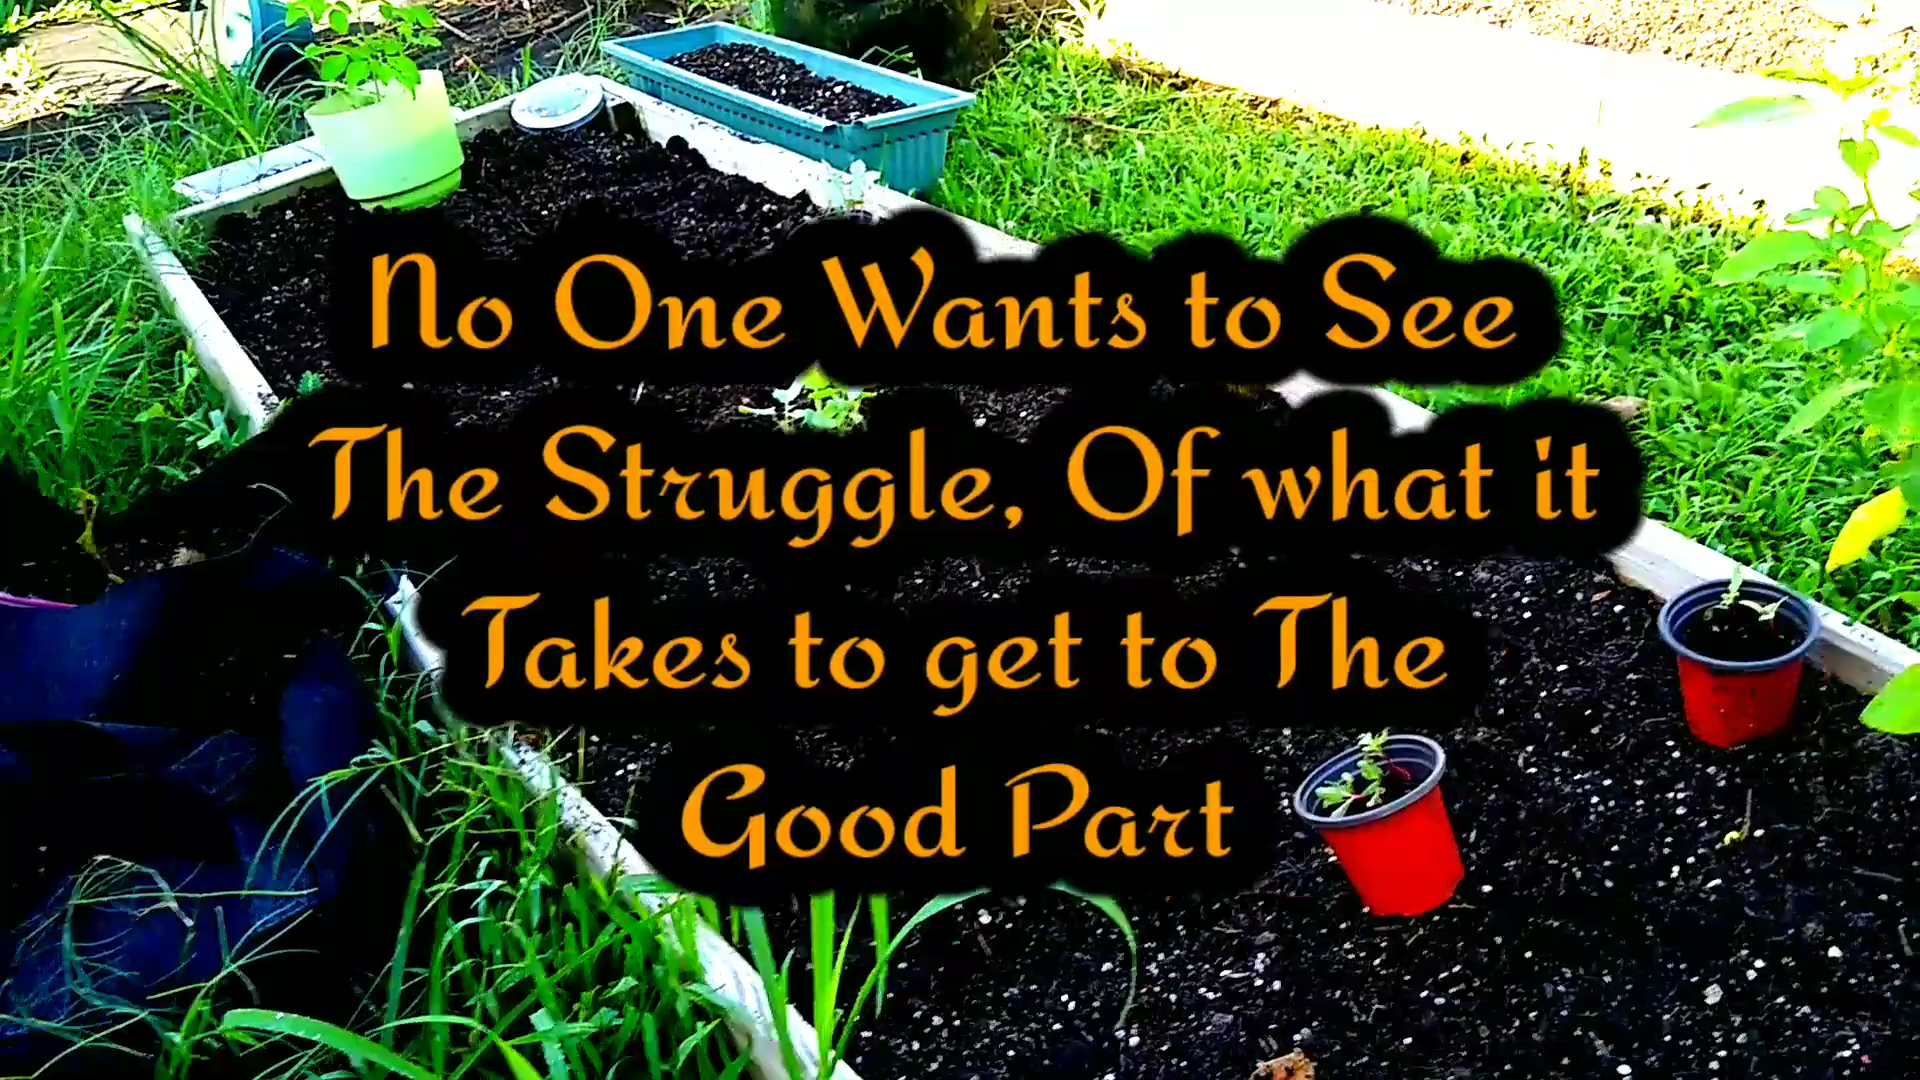 No One Wants to See
The Struggle, Of what it
Takes to get to The
Good Part